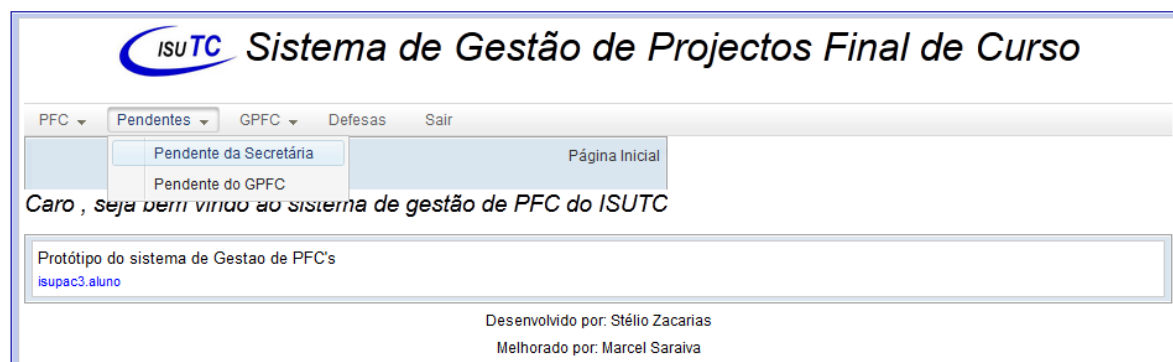 ISUTC Sistema de Gestão de Projectos Final de Curso
PFC Pendentes GPFC Defesas Sair
Pendente da Secretária
Página Inicial
Pendente do GPFC
Caro , seja bem vindo ao sistema de gestão de PFC do ISUTC
Protótipo do sistema de Gestao de PFC's
isupac3.aluno
Desenvolvido por: Stélio Zacarias
Melhorado por: Marcel Saraiva